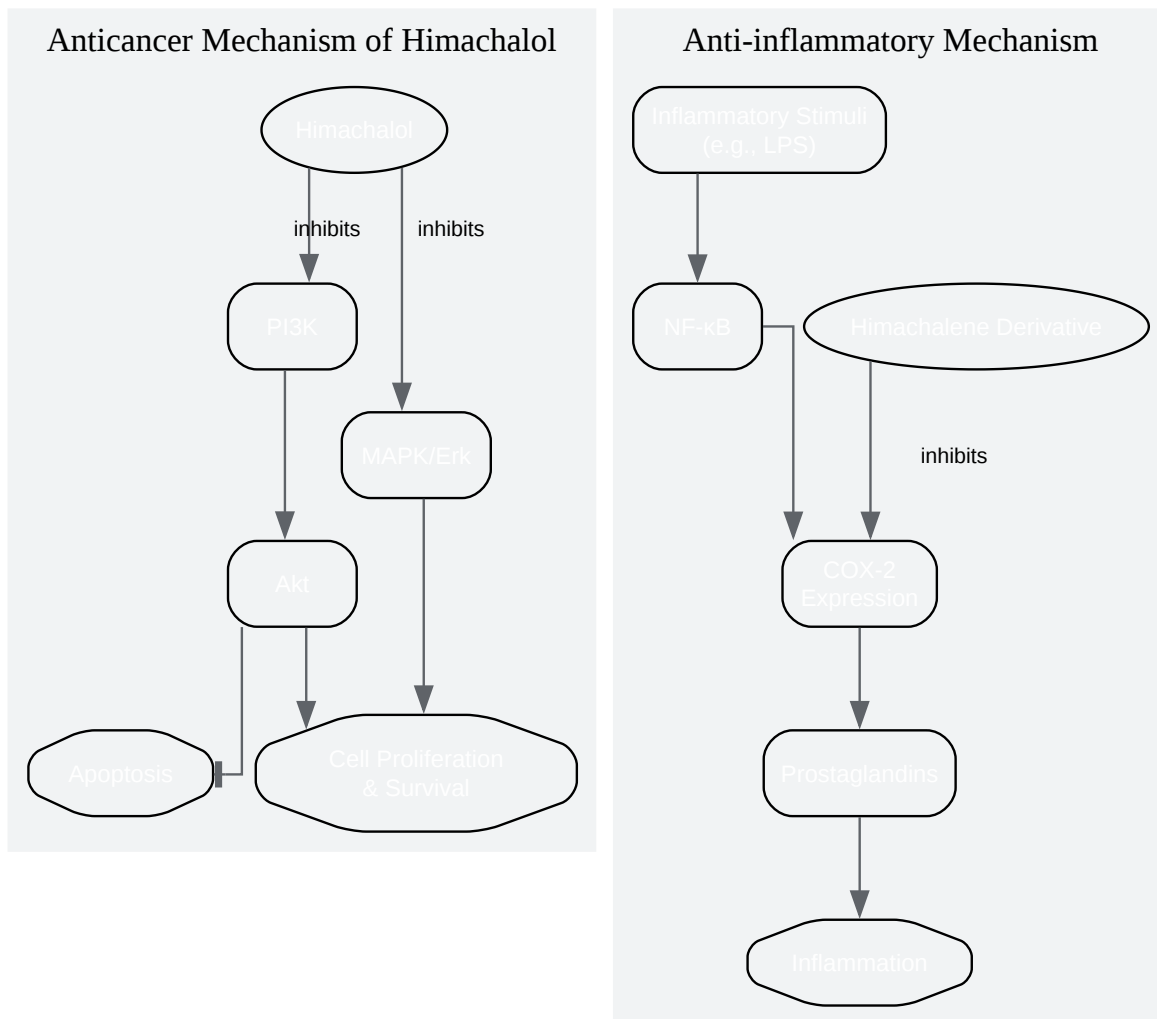 Anticancer Mechanism of Himachalol
Himachalol
inhibits
inhibits
PI3K
MAPK/Erk
Akt
Apoptosis
Cell Proliferation
& Survival
Anti-inflammatory Mechanism
Inflammatory Stimuli
(e.g., LPS)
NF-κB
Himachalene Derivative
inhibits
COX-2
Expression
Prostaglandins
Inflammation